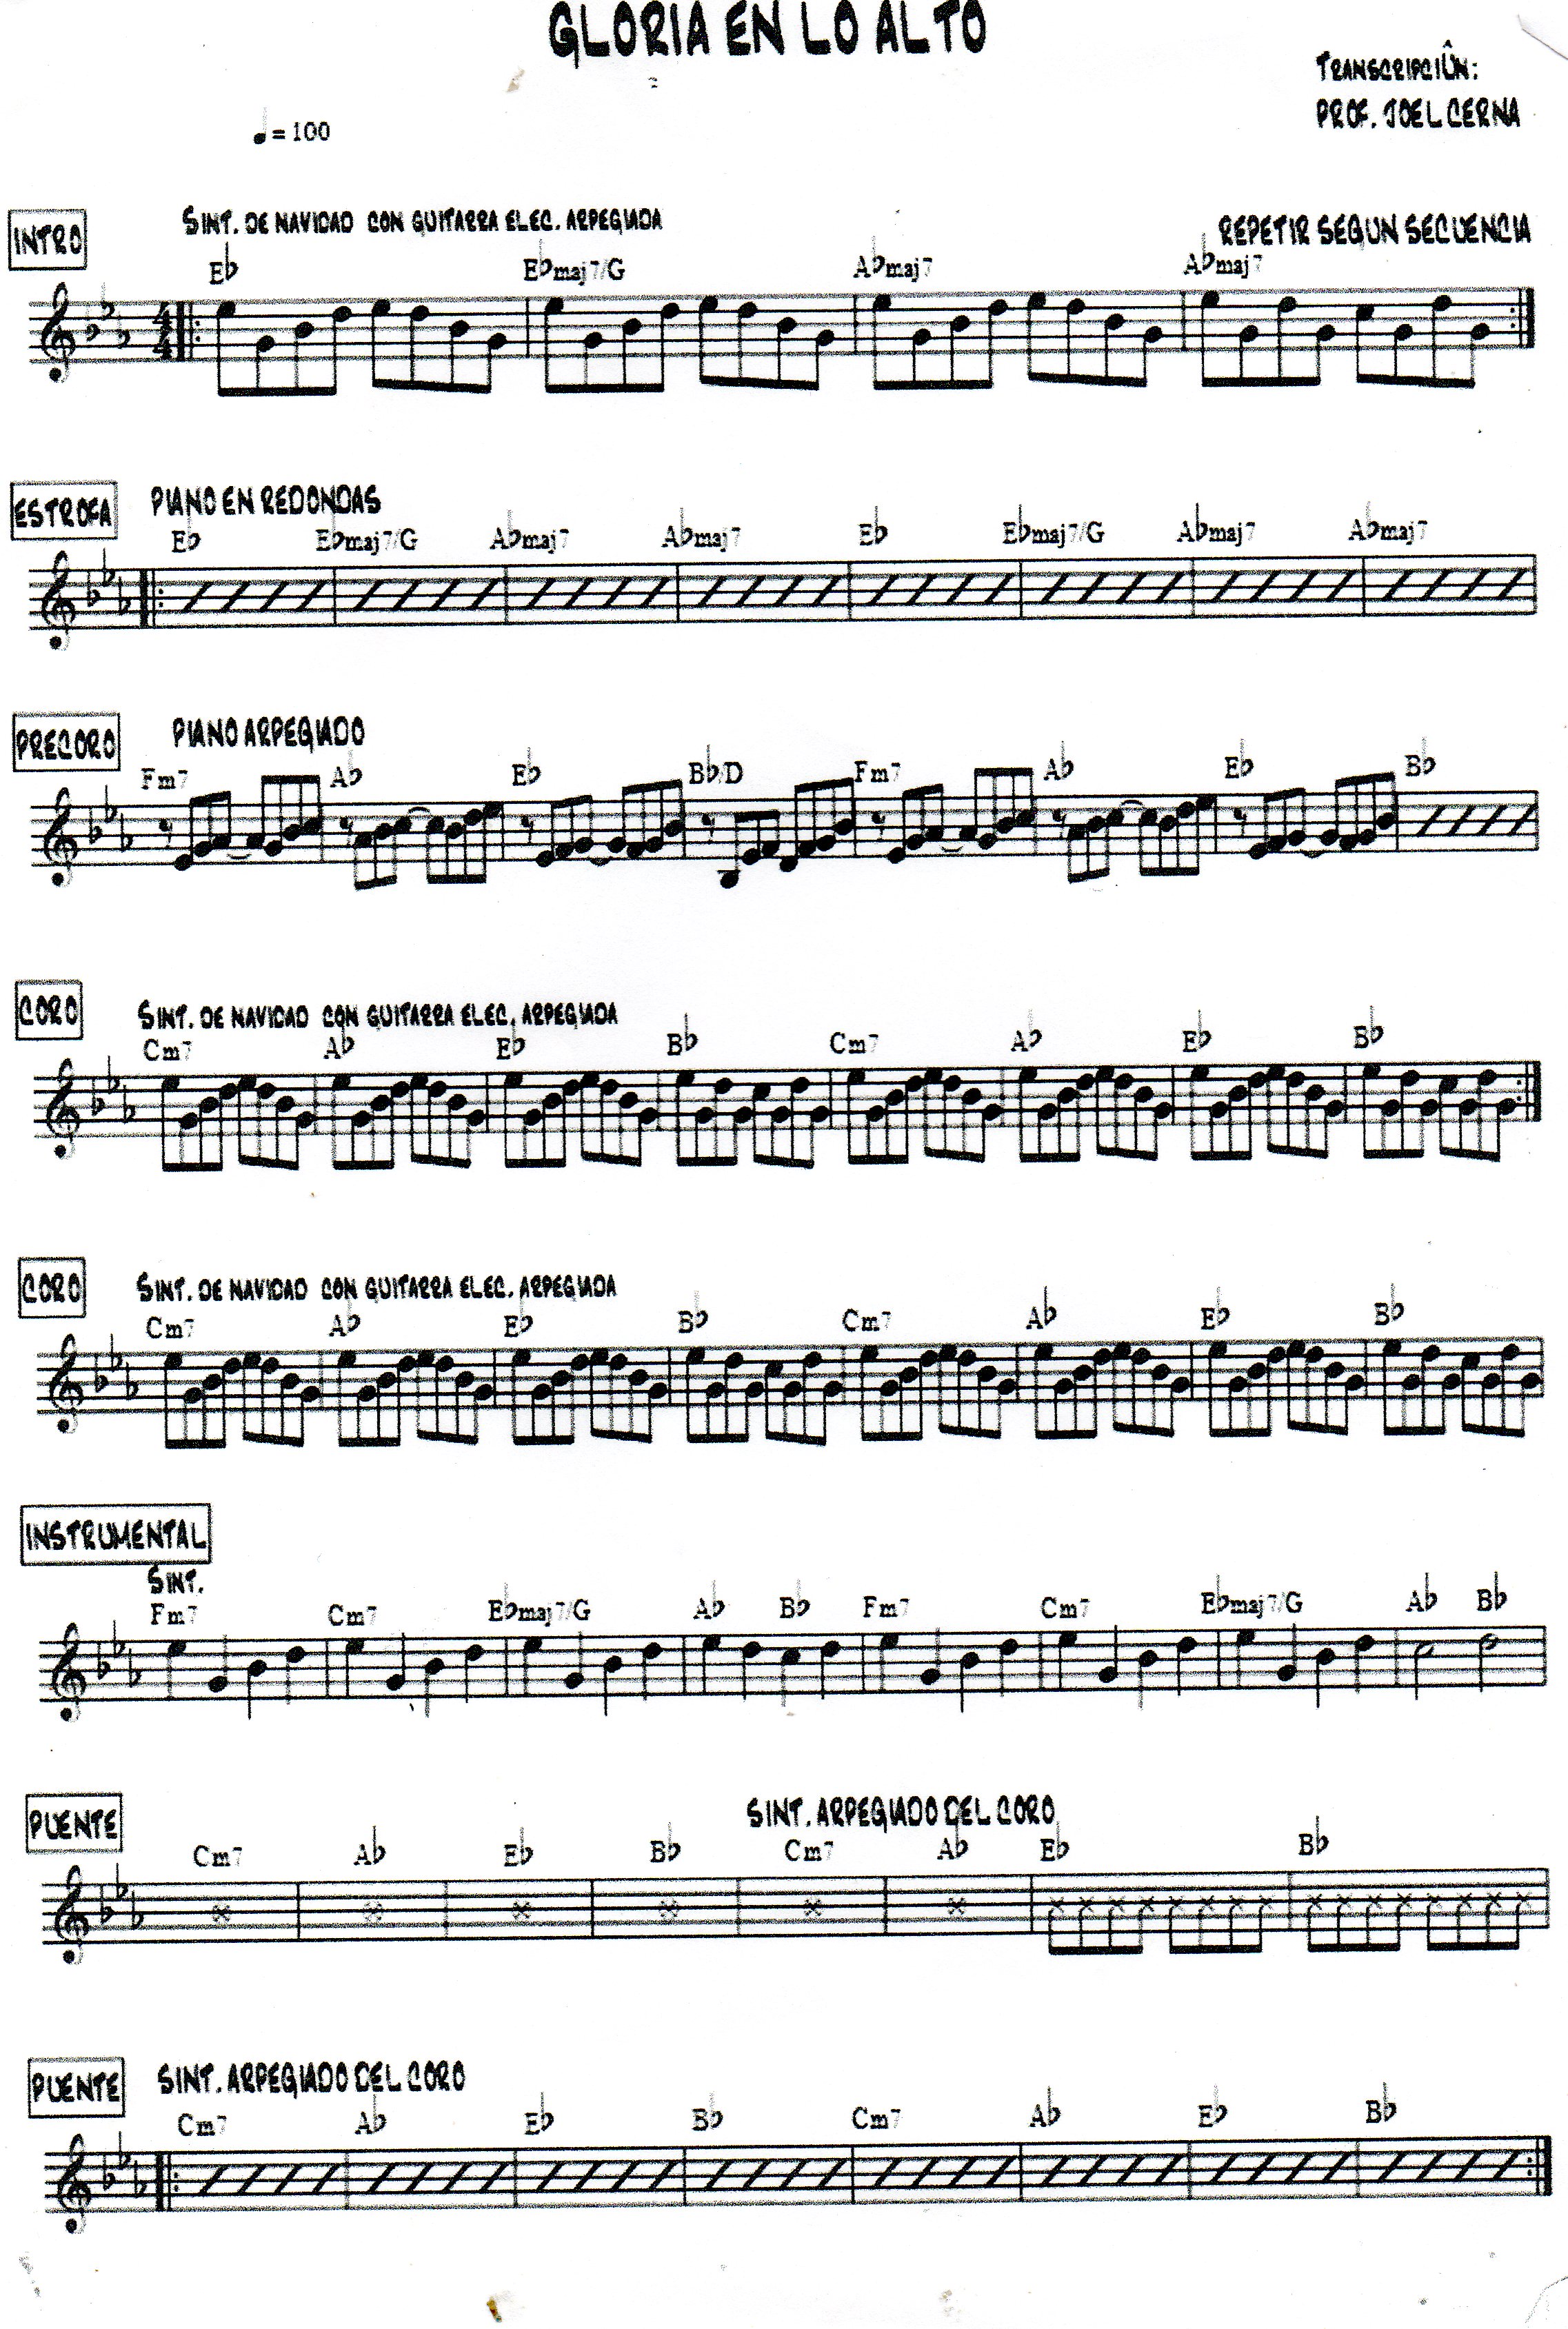 GLORIA EN LO ALTO
TRANSCRIPCIÛN:
PROF. JOEL CERNA
♩ = 100
INTRO
SINT. DE NAVIDAD CON GUITARRA ELEC. ARPEGIADA
REPETIR SEGUN SECUENCIA
E♭ E♭maj7/G A♭maj7 A♭maj7
4/4
ESTROFA
PIANO EN REDONDAS
E♭ E♭maj7/G A♭maj7 A♭maj7 E♭ E♭maj7/G A♭maj7 A♭maj7
PRECORO
PIANO ARPEGIADO
Fm7 A♭ E♭ B♭/D Fm7 A♭ E♭ B♭
CORO
SINT. DE NAVIDAD CON GUITARRA ELEC. ARPEGIADA
Cm7 A♭ E♭ B♭ Cm7 A♭ E♭ B♭
CORO
SINT. DE NAVIDAD CON GUITARRA ELEC. ARPEGIADA
Cm7 A♭ E♭ B♭ Cm7 A♭ E♭ B♭
INSTRUMENTAL
SINT.
Fm7 Cm7 E♭maj7/G A♭ B♭ Fm7 Cm7 E♭maj7/G A♭ B♭
PUENTE
SINT. ARPEGIADO DEL CORO
Cm7 A♭ E♭ B♭ Cm7 A♭ E♭ B♭
PUENTE
SINT. ARPEGIADO DEL CORO
Cm7 A♭ E♭ B♭ Cm7 A♭ E♭ B♭